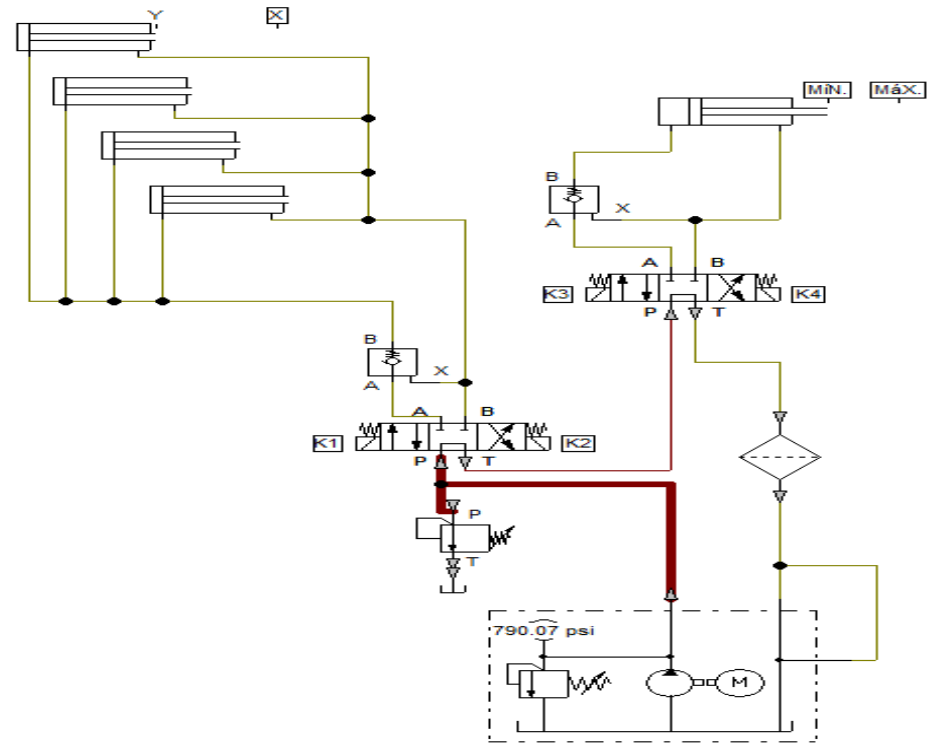 Y X
MíN. MáX.
B
X
A
A B
K3 K4
P T
B
X
A
A B
K1 K2
P T
P
T
790.07 psi
M